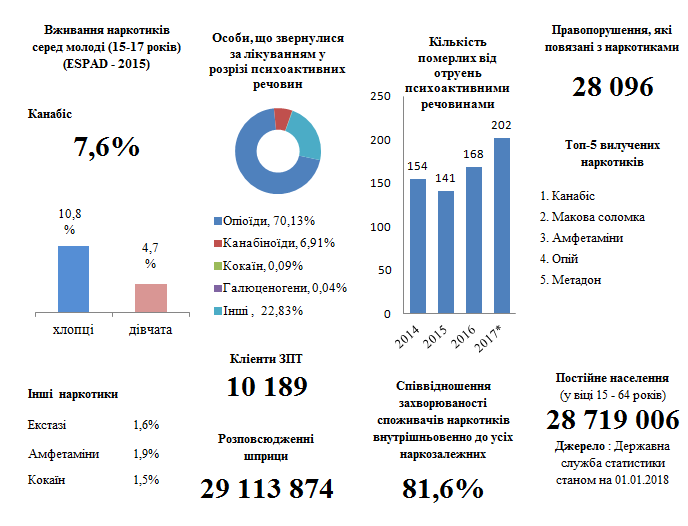 Вживання наркотиків
серед молоді (15-17 років)
(ESPAD - 2015)
Канабіс
7,6%
10,8
%
4,7
%
хлопці
дівчата
Інші наркотики
Екстазі 1,6%
Амфетаміни 1,9%
Кокаїн 1,5%
Особи, що звернулися
за лікуванням у
розрізі психоактивних
речовин
Опіоїди, 70,13%
Канабіноїди, 6,91%
Кокаїн, 0,09%
Галюценогени, 0,04%
Інші , 22,83%
Клієнти ЗПТ
10 189
Розповсюдженні
шприци
29 113 874
Кількість
померлих від
отруєнь
психоактивними
речовинами
250
200
150
100
50
0
154
141
168
202
2014
2015
2016
2017*
Співвідношення
захворюваності
споживачів наркотиків
внутрішньовенно до усіх
наркозалежних
81,6%
Правопорушення, які
повязані з наркотиками
28 096
Топ-5 вилучених
наркотиків
1. Канабіс
2. Макова соломка
3. Амфетаміни
4. Опій
5. Метадон
Постійне населення
(у віці 15 - 64 років)
28 719 006
Джерело : Державна
служба статистики
станом на 01.01.2018